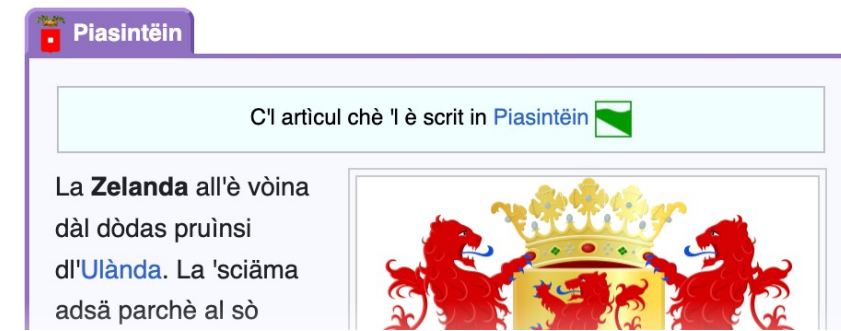 Piasintëin
C'l artìcul chè 'l è scrit in Piasintëin
La Zelanda all'è vòina
dàl dòdas pruìnsi
dl'Ulànda. La 'sciäma
adsä parchè al sò